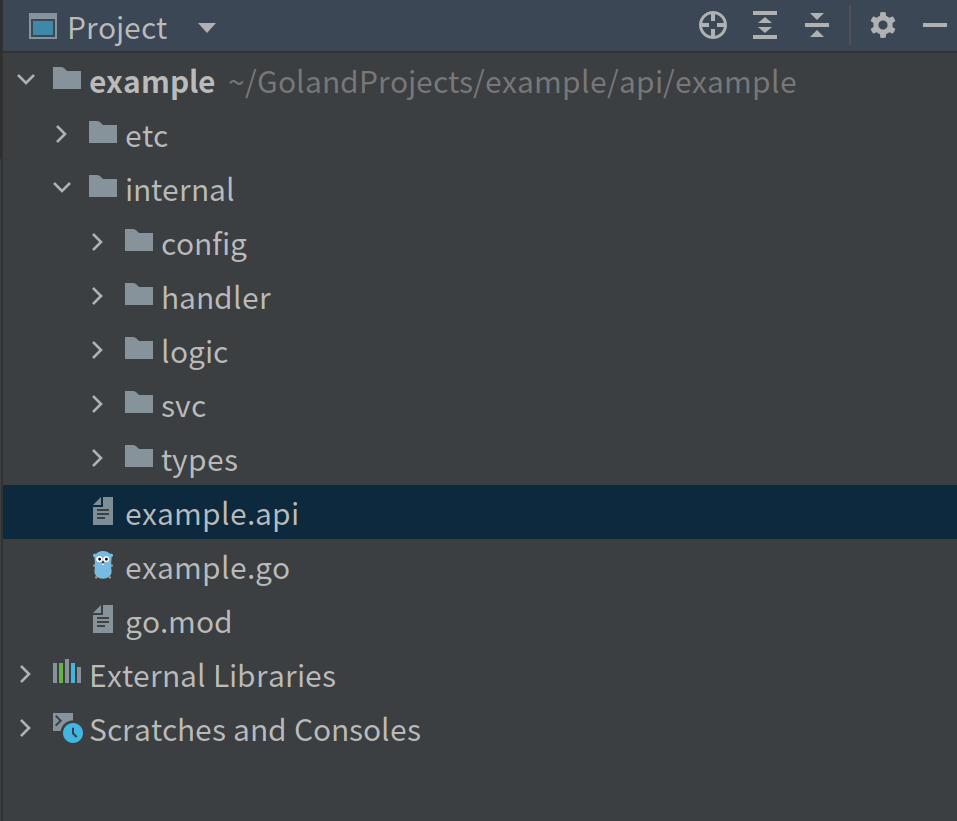 Project
example ~/GolandProjects/example/api/example
etc
internal
config
handler
logic
svc
types
example.api
example.go
go.mod
External Libraries
Scratches and Consoles